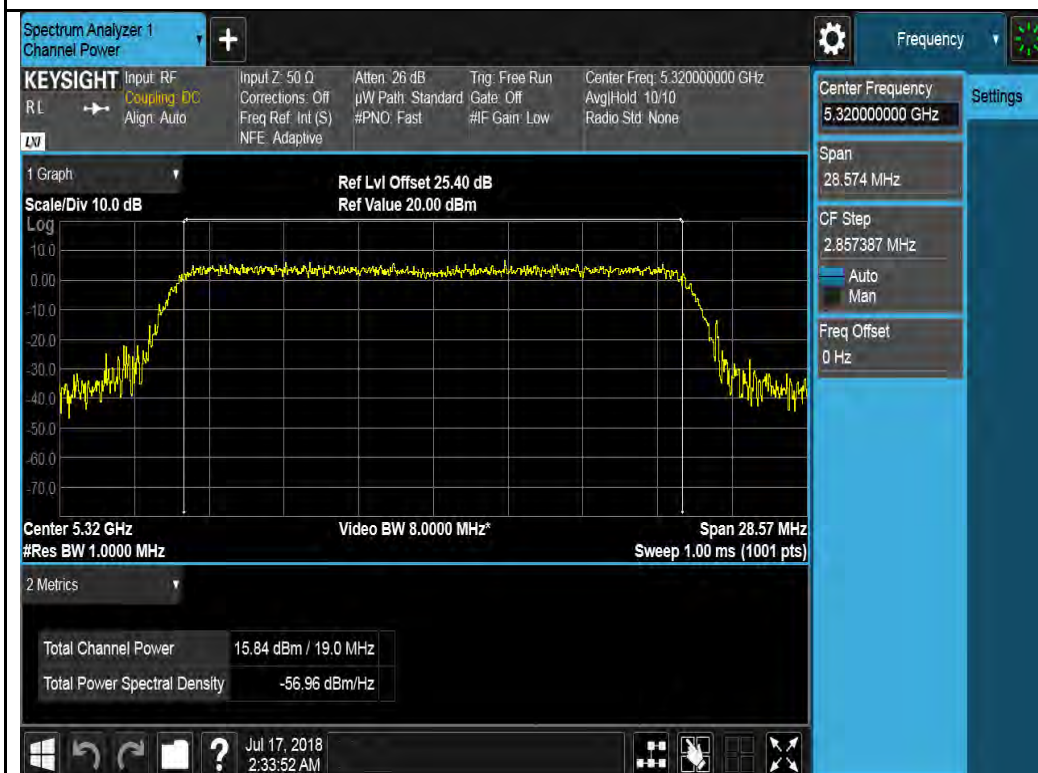 Spectrum Analyzer 1
Channel Power
+
Frequency
KEYSIGHT
R L
LXI
Input: RF
Coupling: DC
Align: Auto
Input Z: 50 Ω
Corrections: Off
Freq Ref: Int (S)
NFE: Adaptive
Atten: 26 dB
µW Path: Standard
#PNO: Fast
Trig: Free Run
Gate: Off
#IF Gain: Low
Center Freq: 5.320000000 GHz
Avg|Hold: 10/10
Radio Std: None
Center Frequency
5.320000000 GHz
Settings
Span
28.574 MHz
CF Step
2.857387 MHz
Auto
Man
Freq Offset
0 Hz
1 Graph
Scale/Div 10.0 dB
Ref Lvl Offset 25.40 dB
Ref Value 20.00 dBm
Log
10.0
0.00
-10.0
-20.0
-30.0
-40.0
-50.0
-60.0
-70.0
Center 5.32 GHz
#Res BW 1.0000 MHz
Video BW 8.0000 MHz*
Span 28.57 MHz
Sweep 1.00 ms (1001 pts)
2 Metrics
Total Channel Power 15.84 dBm / 19.0 MHz
Total Power Spectral Density -56.96 dBm/Hz
?
Jul 17, 2018
2:33:52 AM